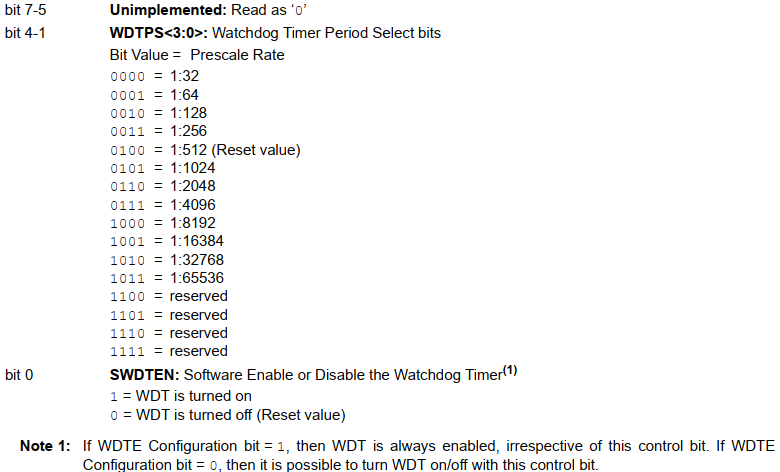 bit 7-5 Unimplemented: Read as ‘0’
bit 4-1 WDTPS<3:0>: Watchdog Timer Period Select bits
Bit Value = Prescale Rate
0000 = 1:32
0001 = 1:64
0010 = 1:128
0011 = 1:256
0100 = 1:512 (Reset value)
0101 = 1:1024
0110 = 1:2048
0111 = 1:4096
1000 = 1:8192
1001 = 1:16384
1010 = 1:32768
1011 = 1:65536
1100 = reserved
1101 = reserved
1110 = reserved
1111 = reserved
bit 0 SWDTEN: Software Enable or Disable the Watchdog Timer(1)
1 = WDT is turned on
0 = WDT is turned off (Reset value)
Note 1: If WDTE Configuration bit = 1, then WDT is always enabled, irrespective of this control bit. If WDTE
Configuration bit = 0, then it is possible to turn WDT on/off with this control bit.